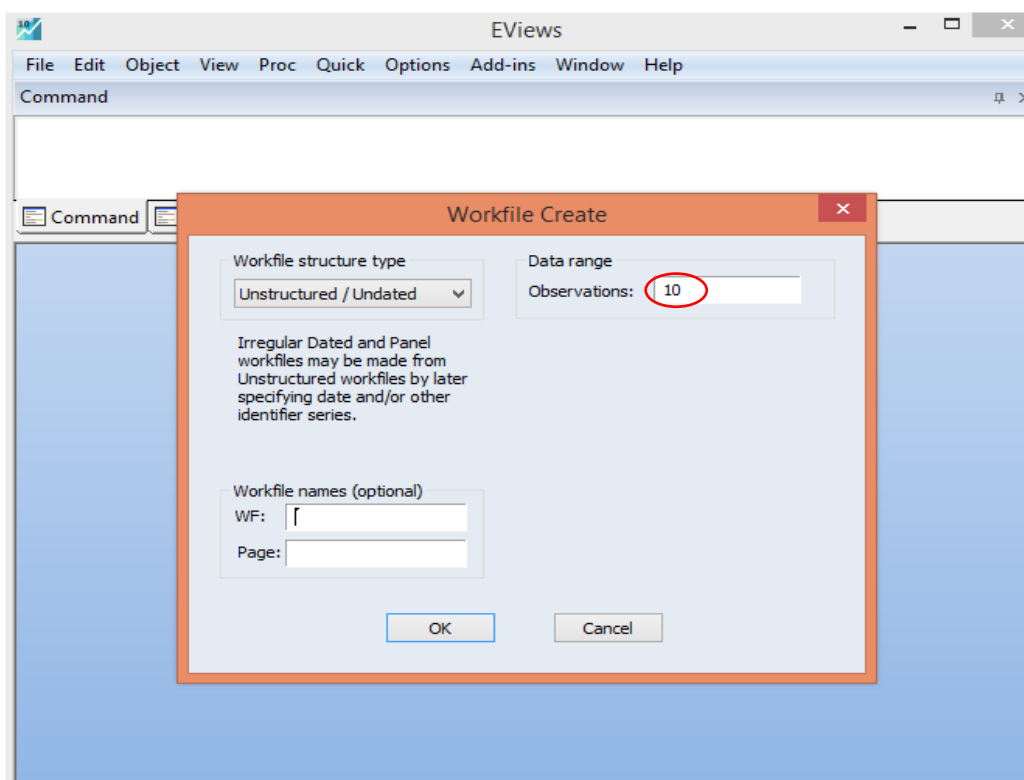 10
EViews
File Edit Object View Proc Quick Options Add-ins Window Help
Command
Command
Workfile Create
Workfile structure type
Unstructured / Undated
Data range
Observations: 10
Irregular Dated and Panel
workfiles may be made from
Unstructured workfiles by later
specifying date and/or other
identifier series.
Workfile names (optional)
WF:
Page:
OK Cancel